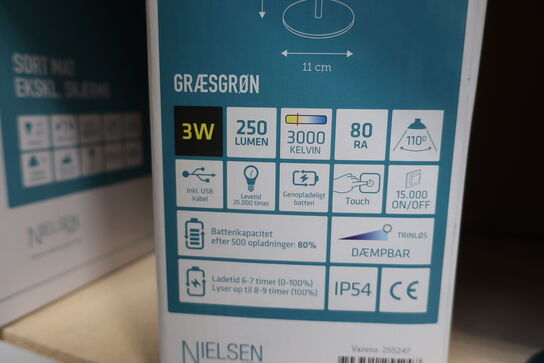 11 cm
SORT MAT
EKSKL. SKÆRM
GRÆSGRØN
3W
250
LUMEN
3000
KELVIN
80
RA
110°
Inkl. USB
kabel
Levetid
25.000 timer
Genopladeligt
batteri
Touch
15.000
ON/OFF
Batterikapacitet
efter 500 opladninger: 80%
TRINLØS
DÆMPBAR
Ladetid 6-7 timer (0-100%)
Lyser op til 8-9 timer (100%)
IP54
CE
NIELSEN
NIELSEN
Varenr. 255247